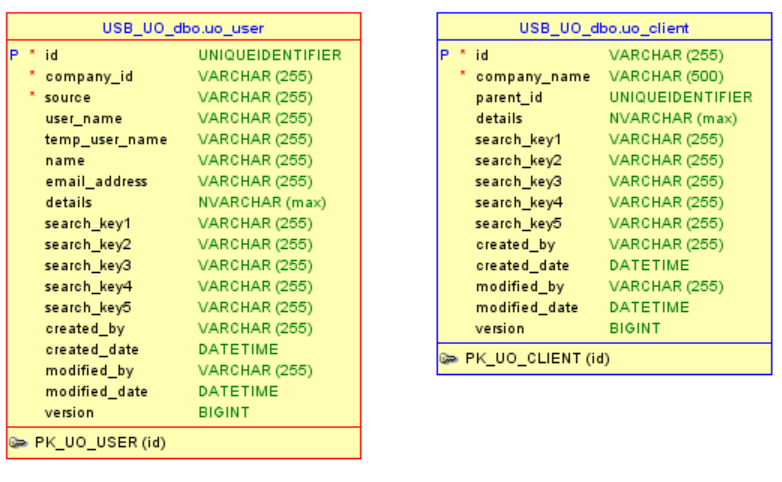 USB_UO_dbo.uo_user
P * id UNIQUEIDENTIFIER
* company_id VARCHAR (255)
* source VARCHAR (255)
user_name VARCHAR (255)
temp_user_name VARCHAR (255)
name VARCHAR (255)
email_address VARCHAR (255)
details NVARCHAR (max)
search_key1 VARCHAR (255)
search_key2 VARCHAR (255)
search_key3 VARCHAR (255)
search_key4 VARCHAR (255)
search_key5 VARCHAR (255)
created_by VARCHAR (255)
created_date DATETIME
modified_by VARCHAR (255)
modified_date DATETIME
version BIGINT
PK_UO_USER (id)
USB_UO_dbo.uo_client
P * id VARCHAR (255)
* company_name VARCHAR (500)
parent_id UNIQUEIDENTIFIER
details NVARCHAR (max)
search_key1 VARCHAR (255)
search_key2 VARCHAR (255)
search_key3 VARCHAR (255)
search_key4 VARCHAR (255)
search_key5 VARCHAR (255)
created_by VARCHAR (255)
created_date DATETIME
modified_by VARCHAR (255)
modified_date DATETIME
version BIGINT
PK_UO_CLIENT (id)